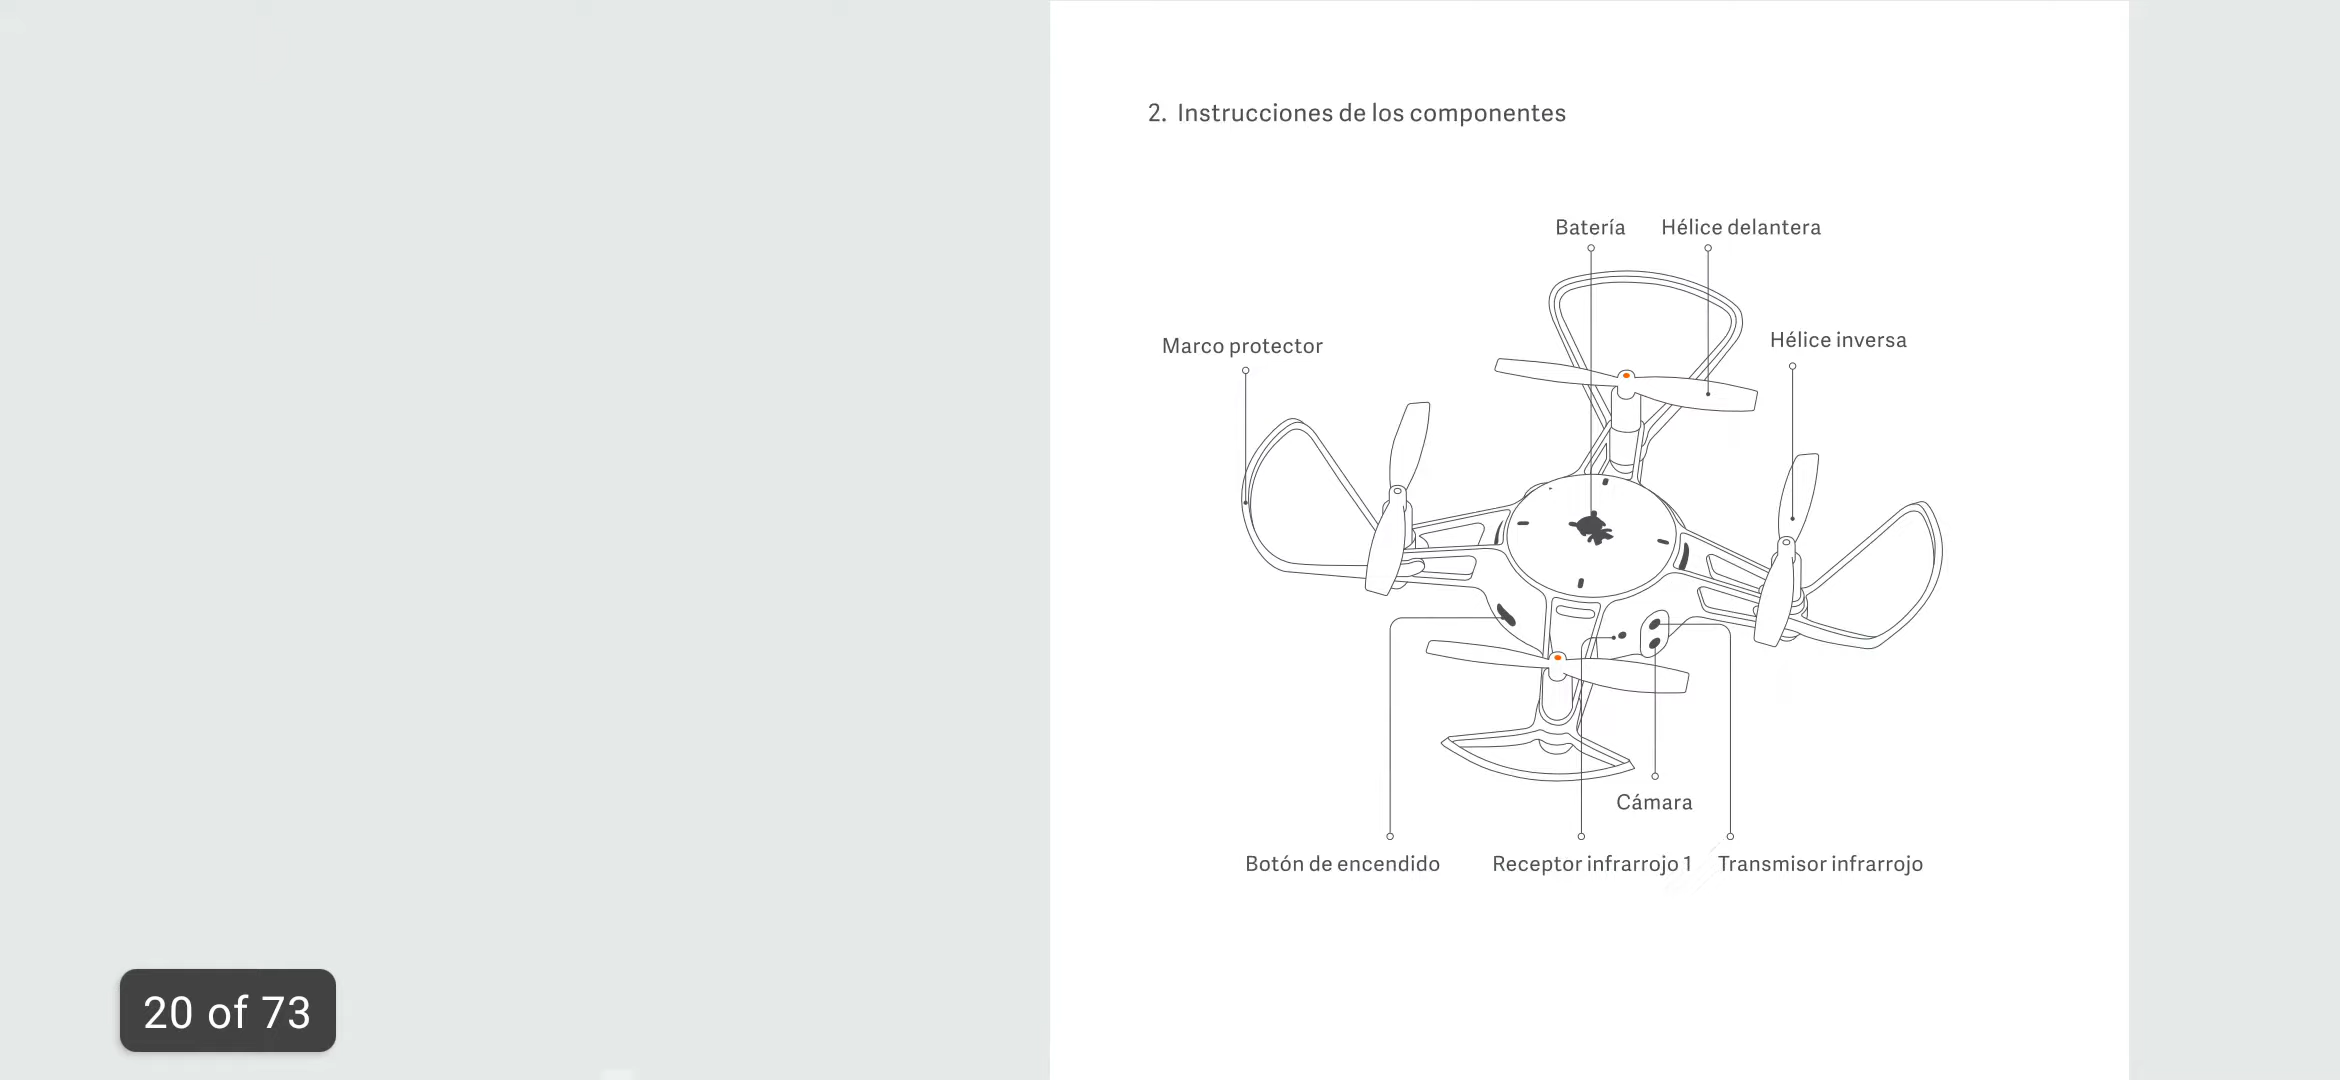 2. Instrucciones de los componentes
Batería
Hélice delantera
Marco protector
Hélice inversa
Cámara
Botón de encendido
Receptor infrarrojo 1
Transmisor infrarrojo
20 of 73